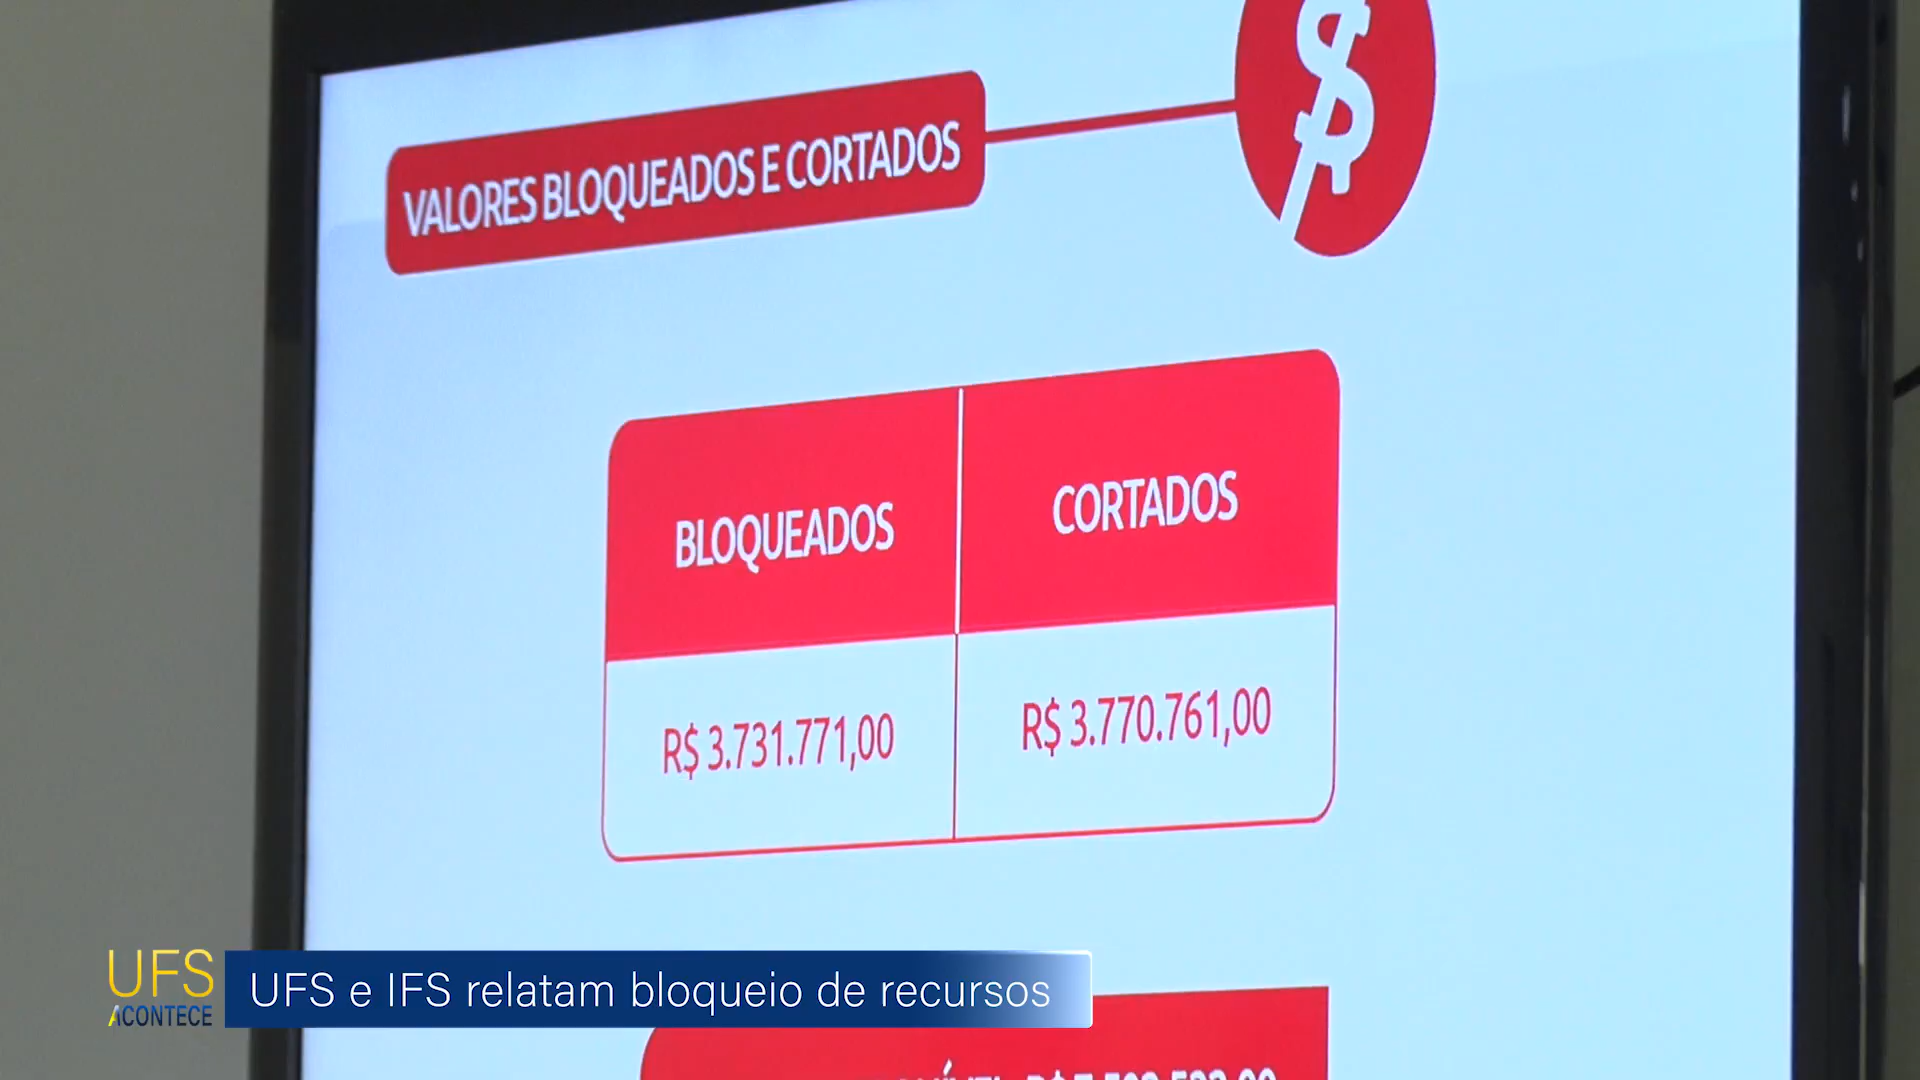 VALORES BLOQUEADOS E CORTADOS
BLOQUEADOS
CORTADOS
R$ 3.731.771,00
R$ 3.770.761,00
UFS
ACONTECE
UFS e IFS relatam bloqueio de recursos